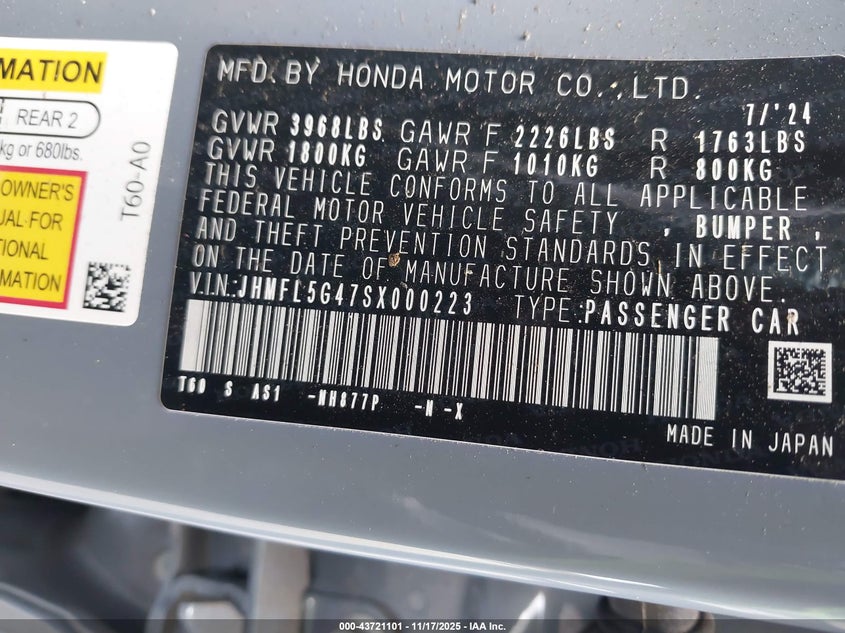 MATION
REAR 2
kg or 680lbs.
OWNER'S
UAL FOR
TIONAL
RMATION
T60-A0
MFD. BY HONDA MOTOR CO.,LTD.
7/'24
GVWR 3968LBS GAWR F 2226LBS R 1763LBS
GVWR 1800KG GAWR F 1010KG R 800KG
THIS VEHICLE CONFORMS TO ALL APPLICABLE
FEDERAL MOTOR VEHICLE SAFETY , BUMPER ,
AND THEFT PREVENTION STANDARDS IN EFFECT
ON THE DATE OF MANUFACTURE SHOWN ABOVE.
V.I.N.:JHMFL5G47SX000223 TYPE:PASSENGER CAR
T60 S AS1 -NH877P -N -X
MADE IN JAPAN
000-43721101 - 11/17/2025 - IAA Inc.